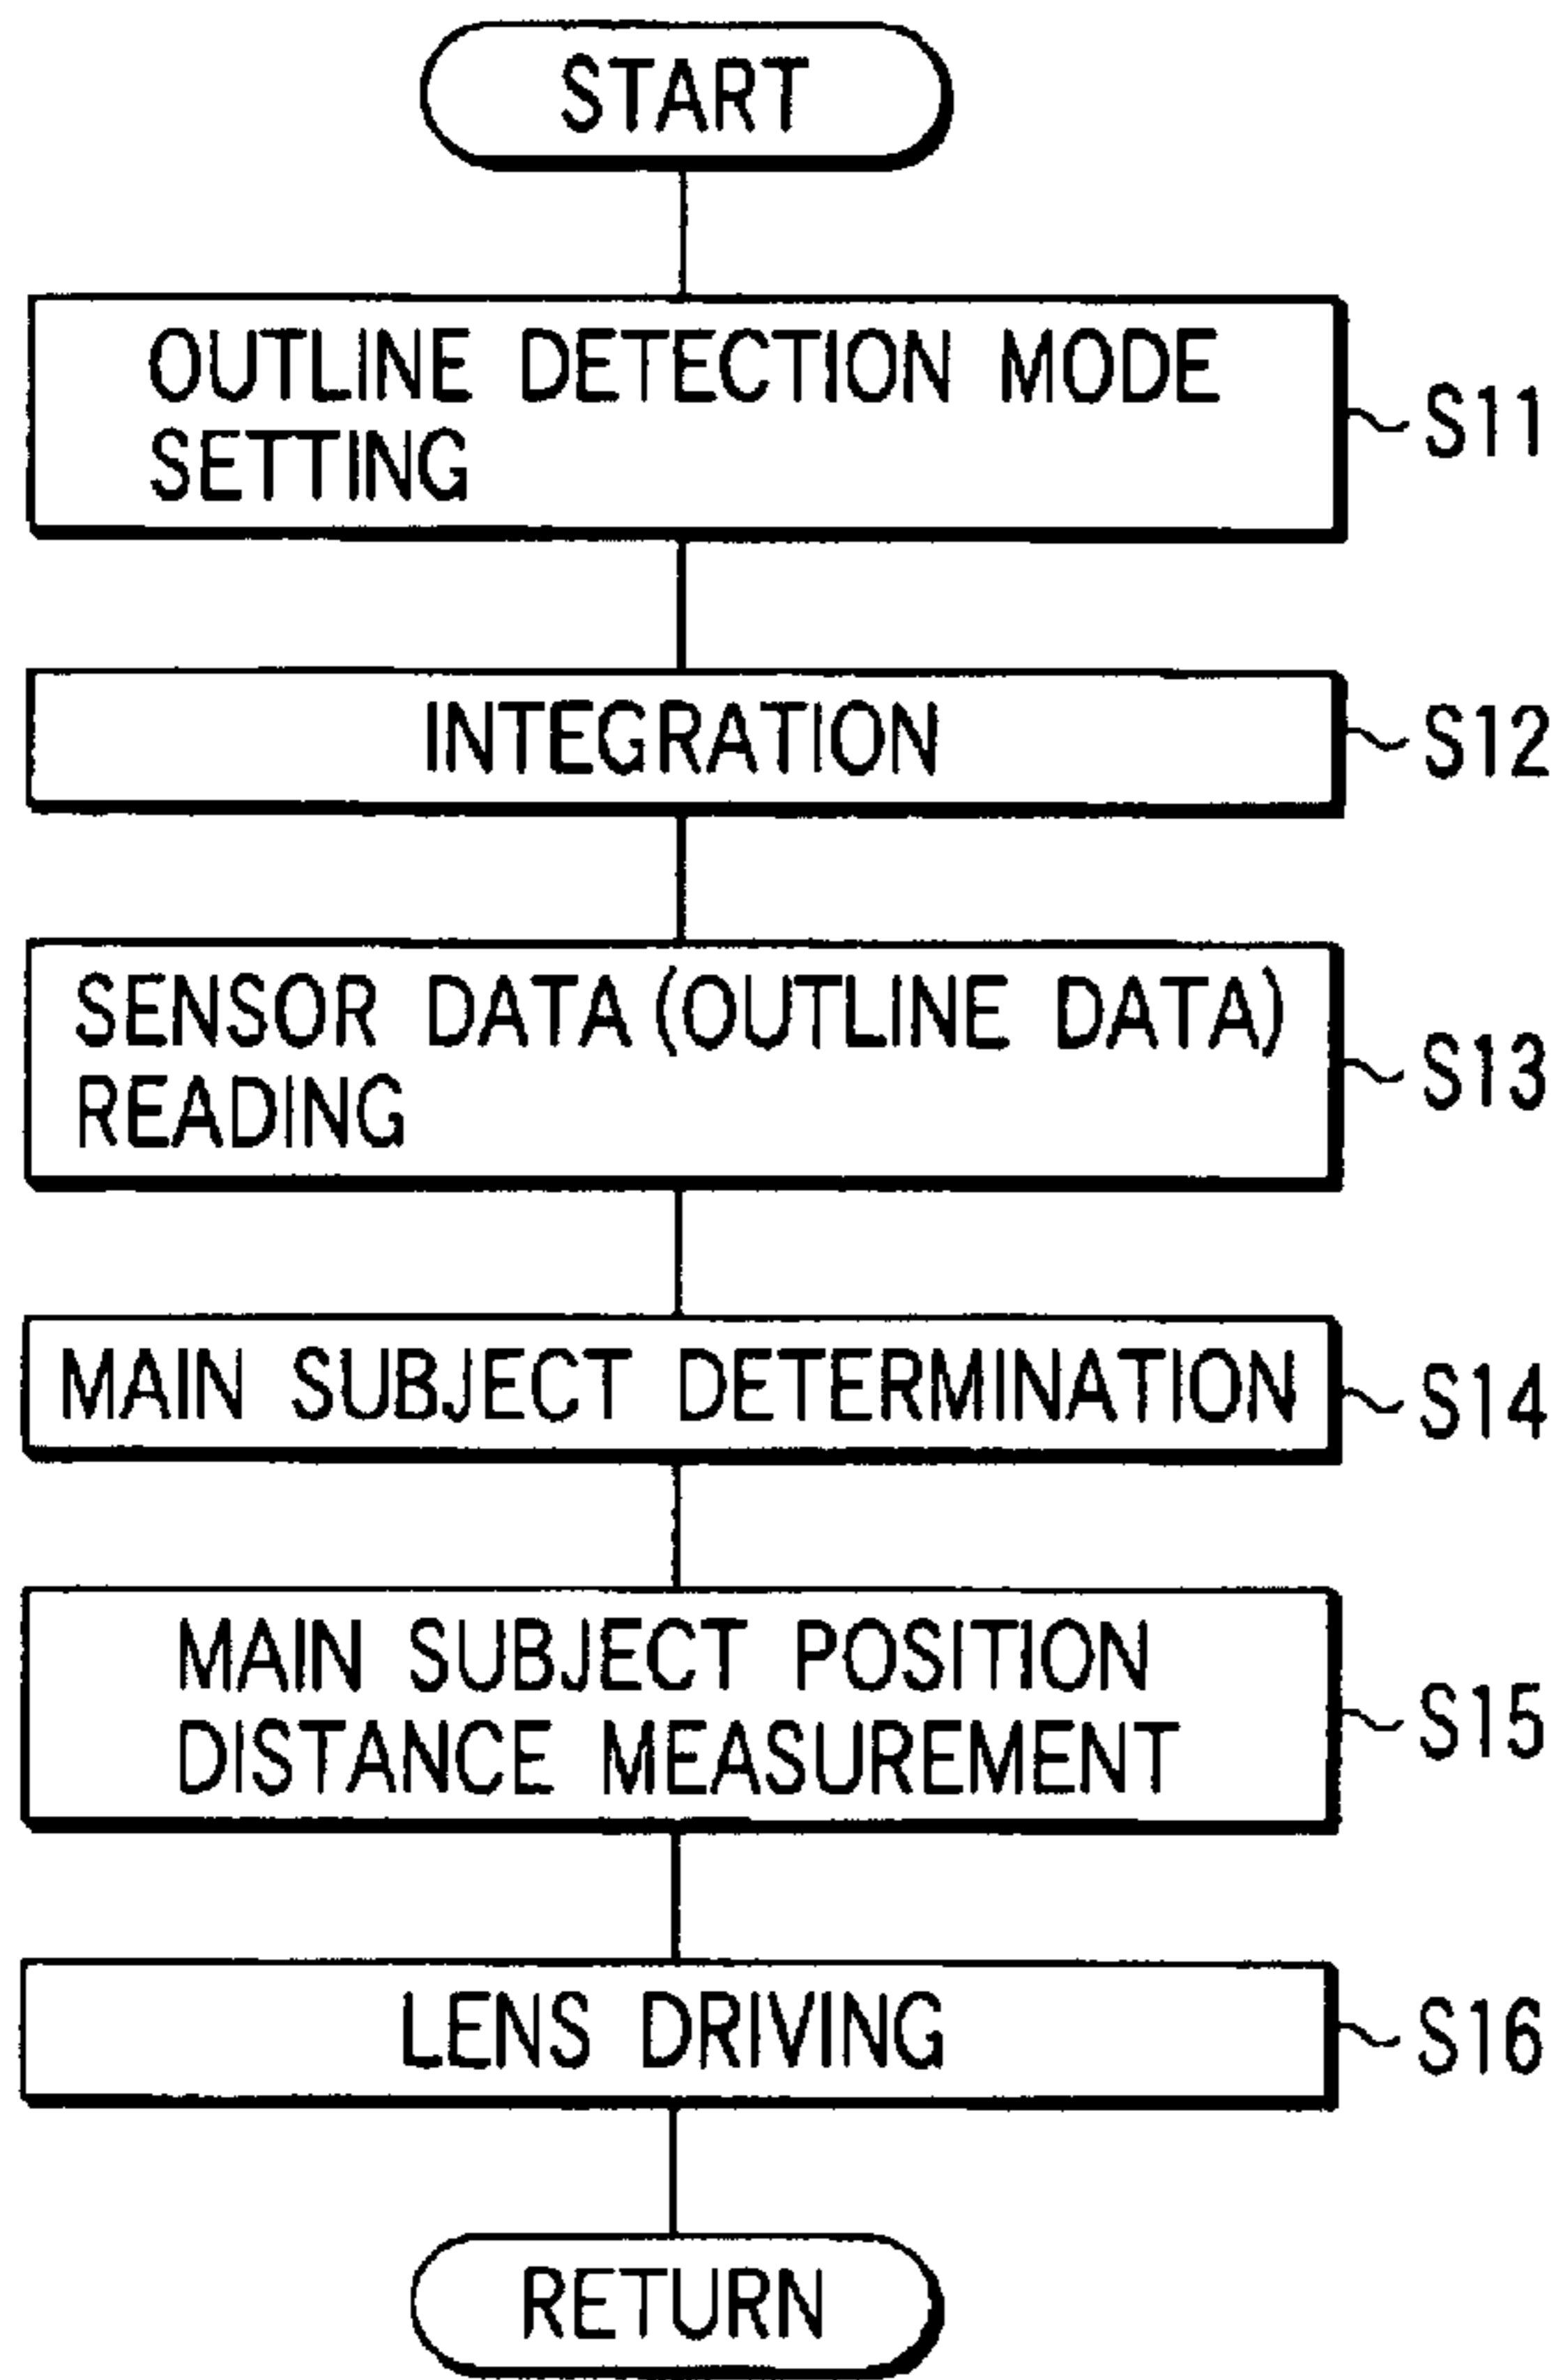 START
OUTLINE DETECTION MODE
SETTING
S11
INTEGRATION
S12
SENSOR DATA (OUTLINE DATA)
READING
S13
MAIN SUBJECT DETERMINATION
S14
MAIN SUBJECT POSITION
DISTANCE MEASUREMENT
S15
LENS DRIVING
S16
RETURN